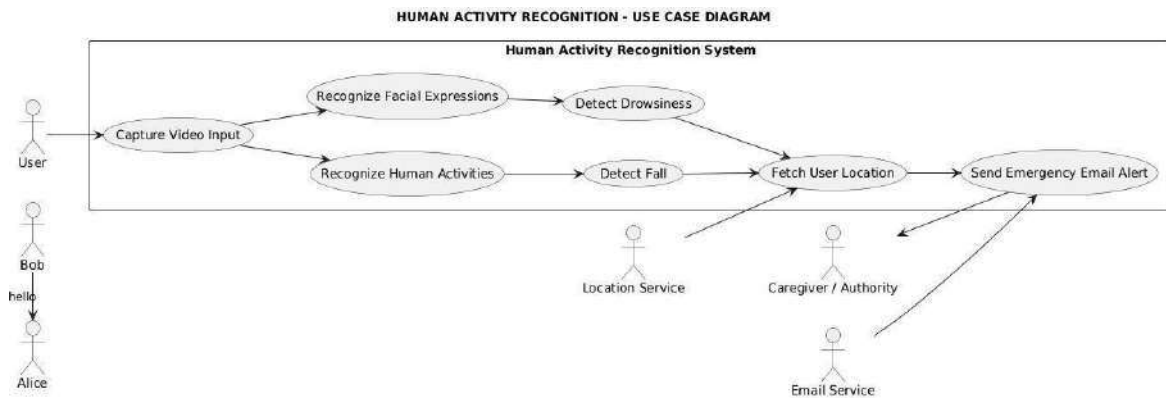 HUMAN ACTIVITY RECOGNITION - USE CASE DIAGRAM
Human Activity Recognition System
Recognize Facial Expressions
Detect Drowsiness
Capture Video Input
User
Recognize Human Activities
Detect Fall
Fetch User Location
Send Emergency Email Alert
Bob
hello
Alice
Location Service
Caregiver / Authority
Email Service